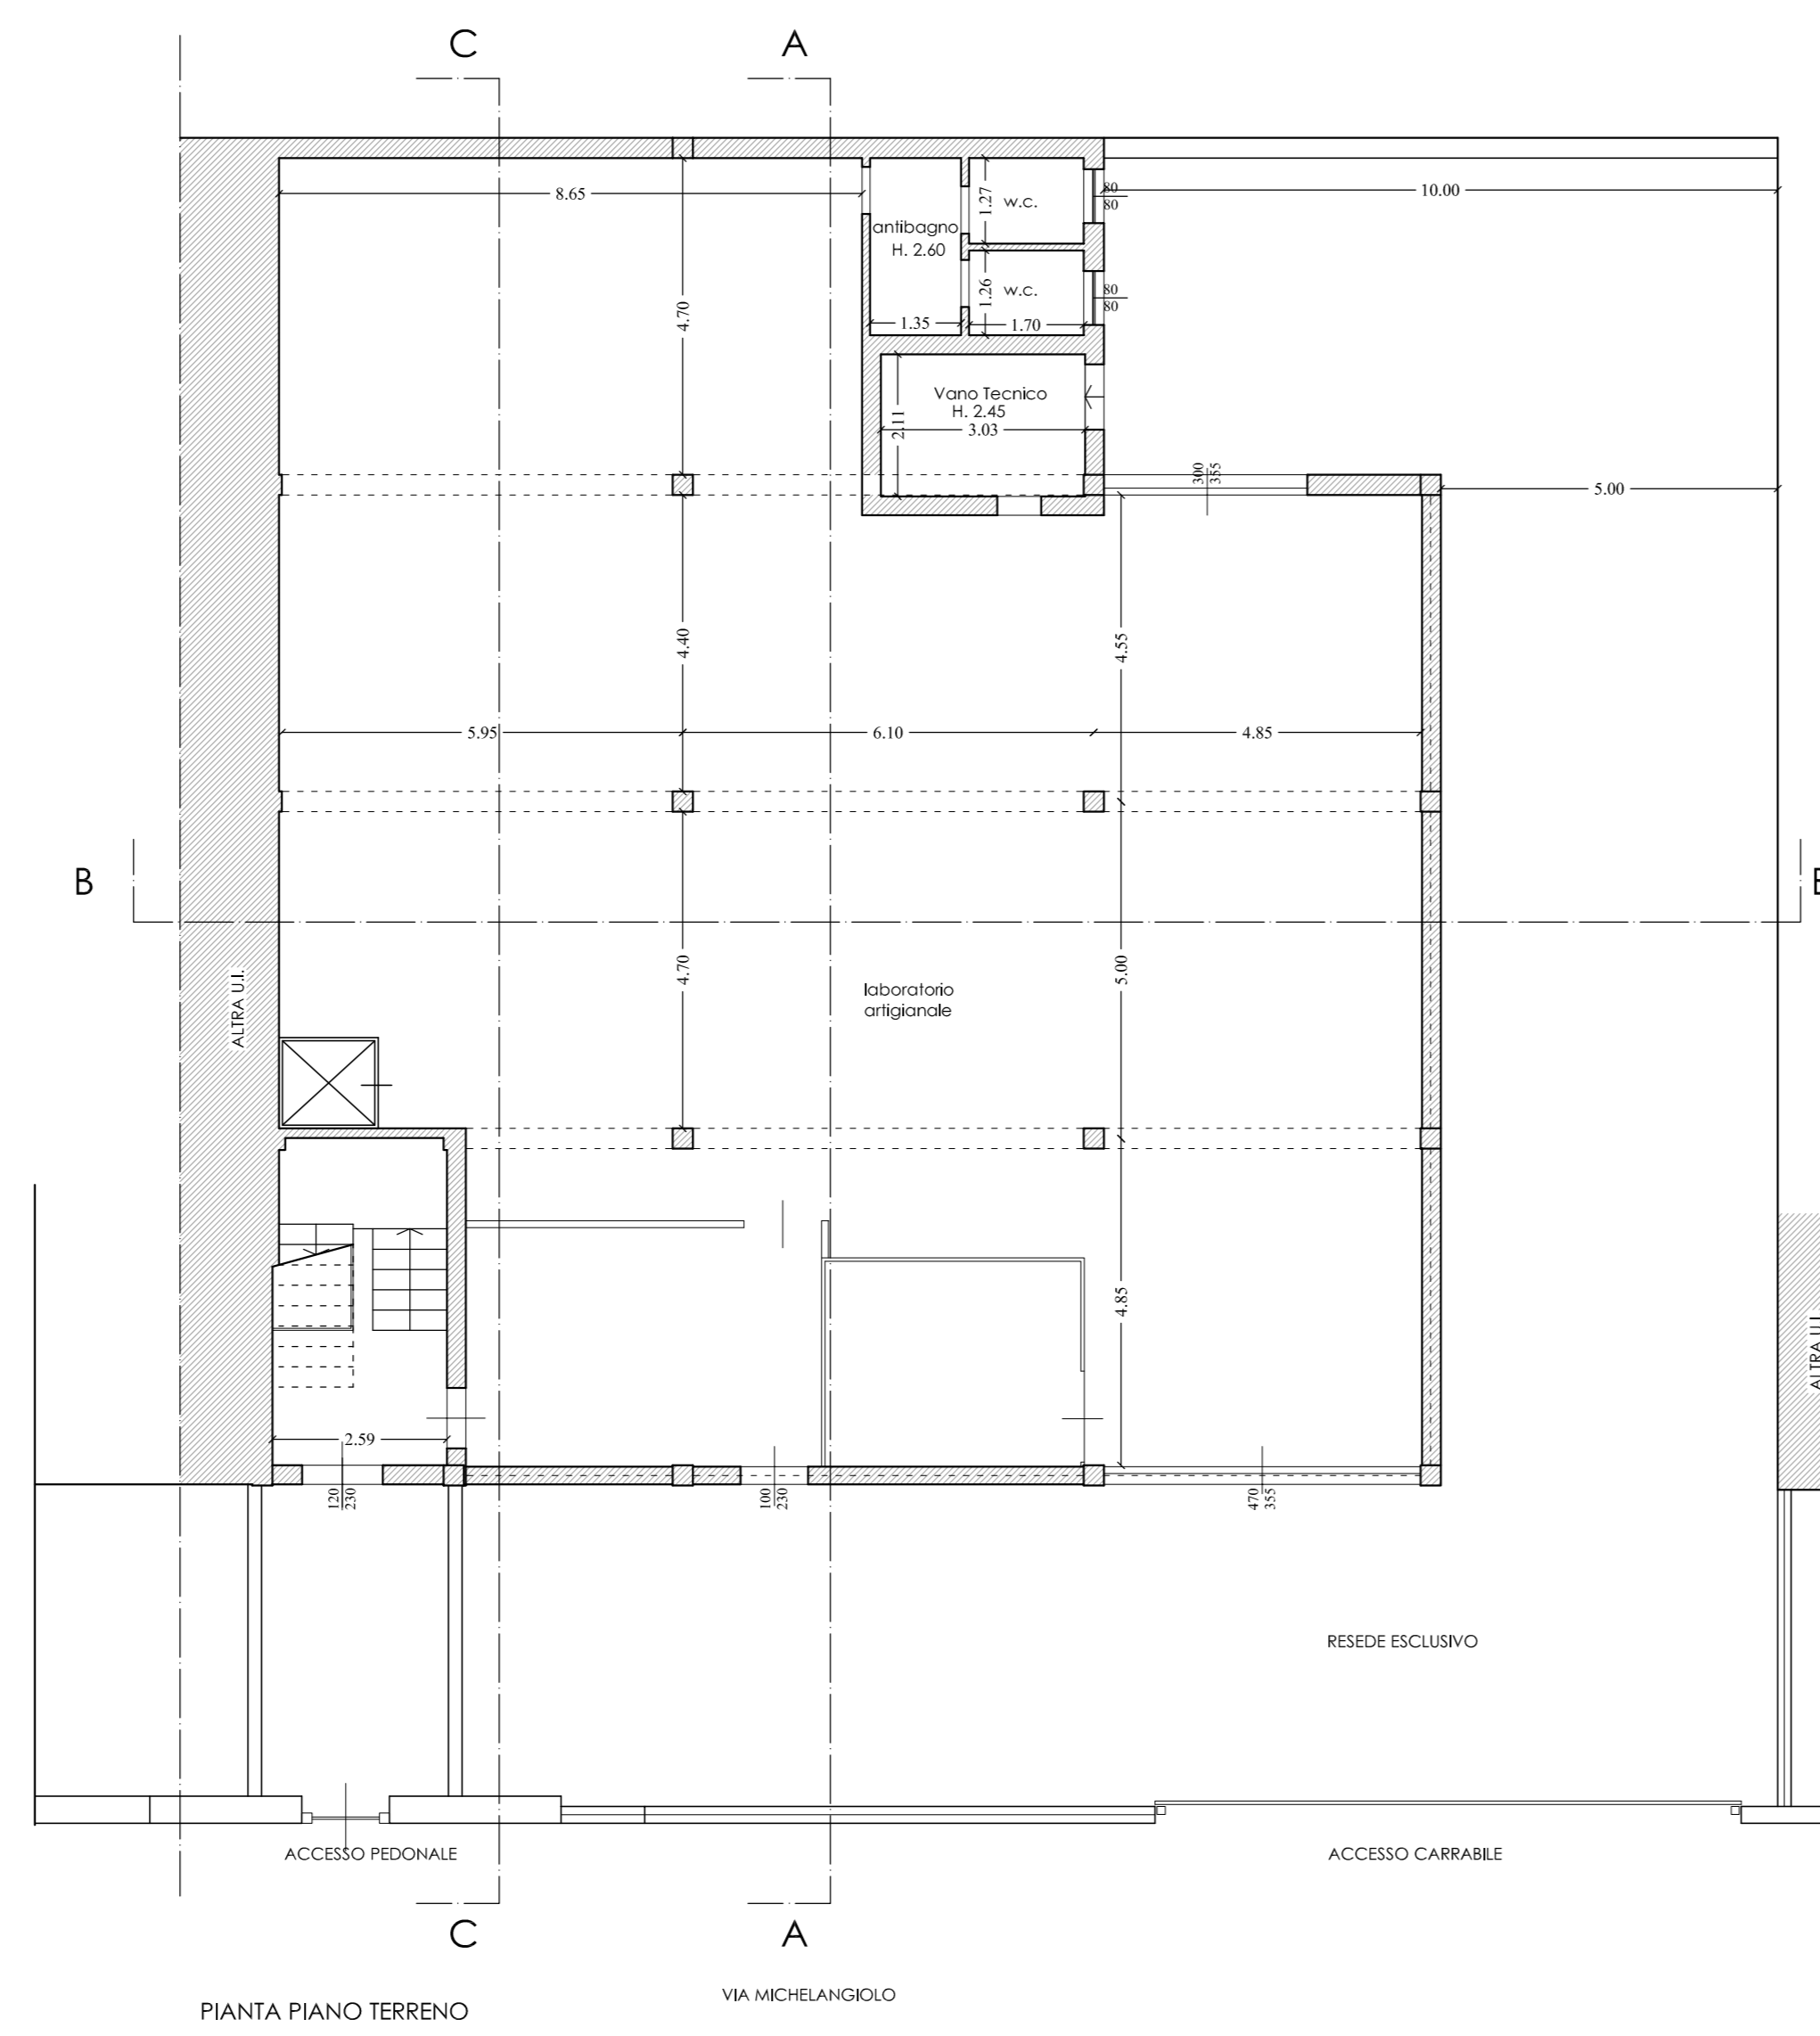 C
A
8.65
10.00
1.27
w.c.
80
80
antibagno
H. 2.60
1.26
w.c.
80
80
4.70
1.35
1.70
Vano Tecnico
H. 2.45
2.11
3.03
300
355
5.00
4.40
4.55
5.95
6.10
4.85
B
ALTRA U.I.
4.70
5.00
laboratorio
artigianale
4.85
ALTRA U.I.
2.59
120
230
100
230
470
355
RESEDE ESCLUSIVO
ACCESSO PEDONALE
ACCESSO CARRABILE
C
A
VIA MICHELANGIOLO
PIANTA PIANO TERRENO